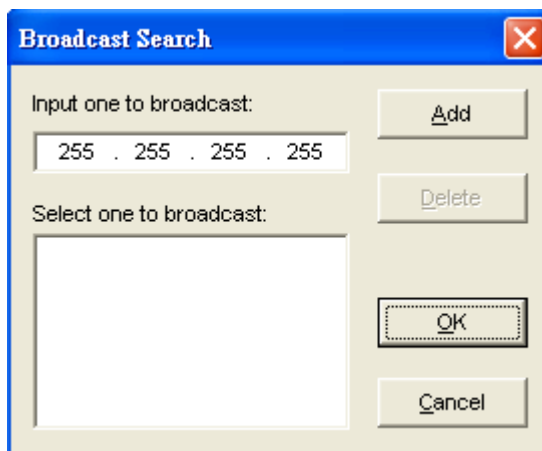 Broadcast Search
Input one to broadcast:
Add
255 . 255 . 255 . 255
Delete
Select one to broadcast:
OK
Cancel